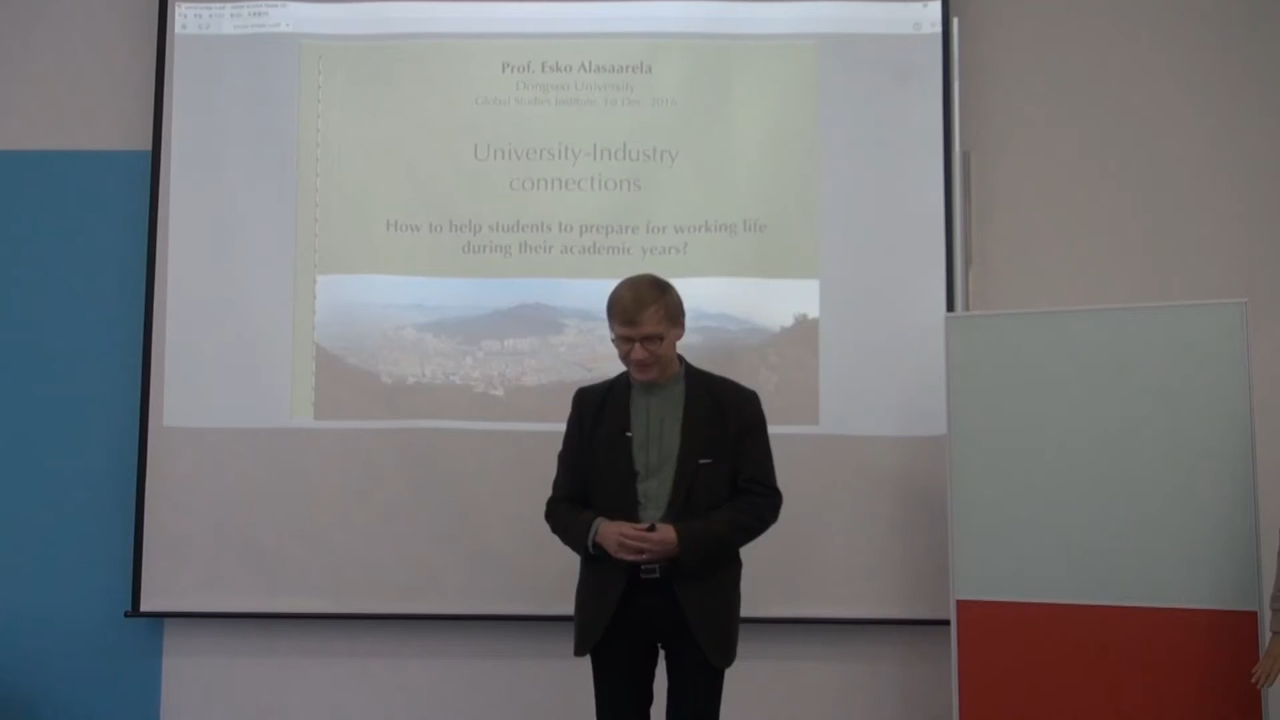 Prof. Esko Alasaarela
Dongseo University
Global Studies Institute, 1st Dec. 2016
University-Industry
connections
How to help students to prepare for working life
during their academic years?